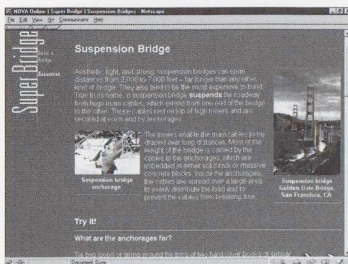 NOVA Online | Super Bridge | Suspension Bridges - Netscape
File Edit View Go Communicator Help
Super Bridge
Suspension Bridge
Aesthetic, light, and strong, suspension bridges can span
distances from 2,000 to 7,000 feet -- far longer than any other
kind of bridge. They also tend to be the most expensive to build.
True to its name, a suspension bridge suspends the roadway
from huge main cables, which extend from one end of the bridge
to the other. These cables rest on top of high towers and are
secured at each end by anchorages.
The towers enable the main cables to be
draped over long distances. Most of the
weight of the bridge is carried by the
cables to the anchorages, which are
imbedded in either solid rock or massive
concrete blocks. Inside the anchorages,
the cables are spread over a large area
to evenly distribute the load and to
prevent the cables from breaking free.
Suspension bridge
anchorage
Suspension bridge
Golden Gate Bridge,
San Francisco, CA
Try It!
What are the anchorages for?
Document: Done